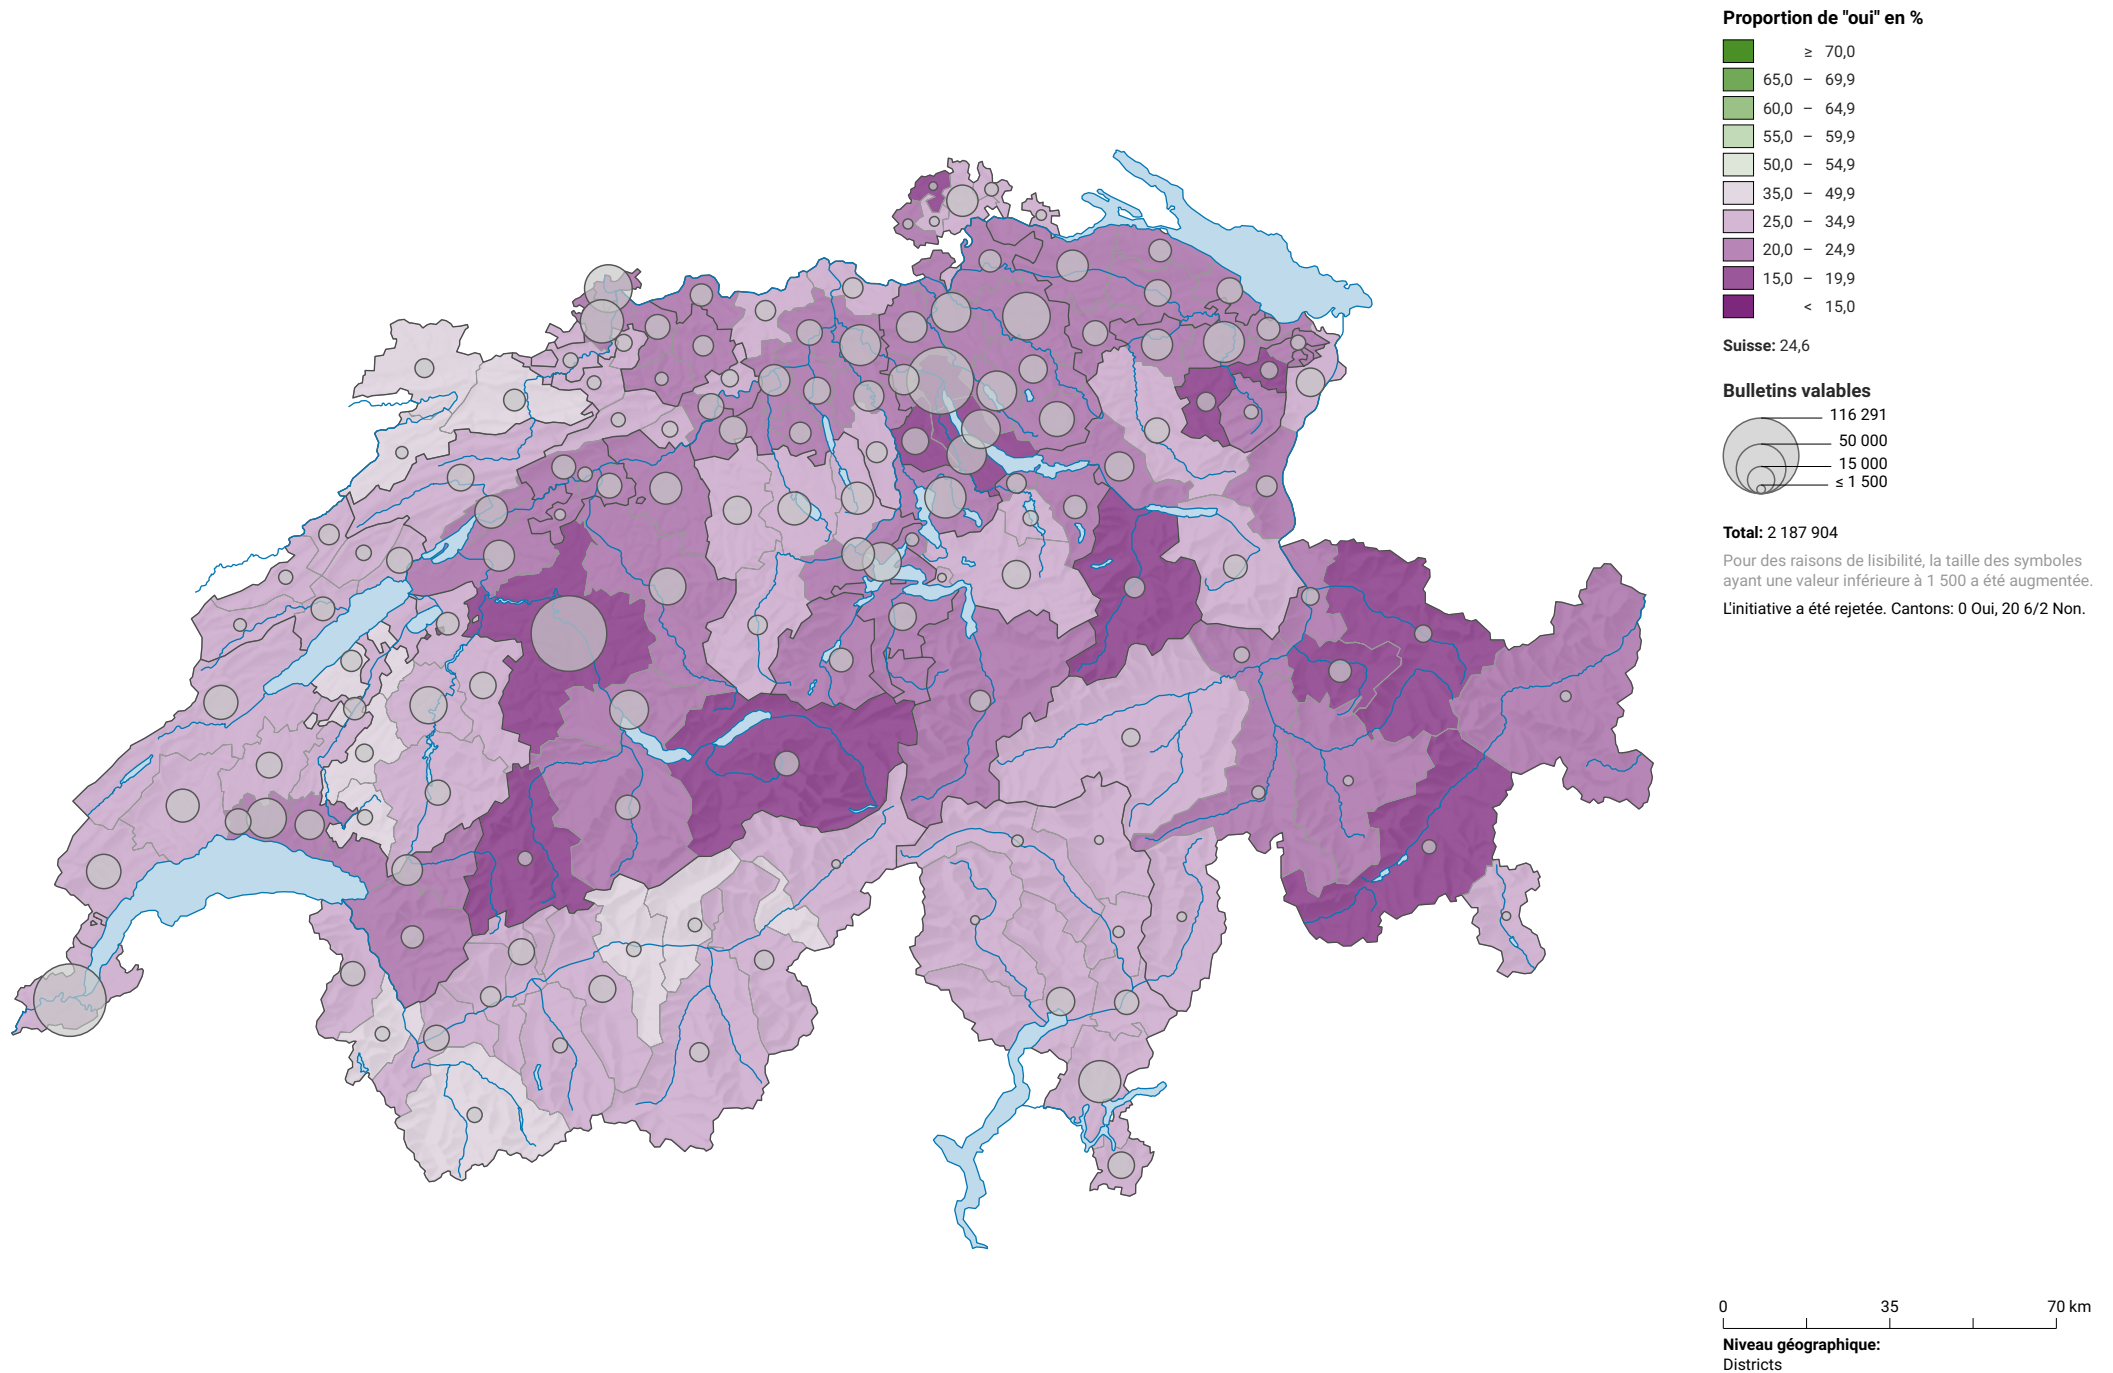 Proportion de "oui" en %
≥ 70,0
65,0 – 69,9
60,0 – 64,9
55,0 – 59,9
50,0 – 54,9
35,0 – 49,9
25,0 – 34,9
20,0 – 24,9
15,0 – 19,9
< 15,0
Suisse: 24,6
Bulletins valables
116 291
50 000
15 000
≤ 1 500
Total: 2 187 904
Pour des raisons de lisibilité, la taille des symboles
ayant une valeur inférieure à 1 500 a été augmentée.
L'initiative a été rejetée. Cantons: 0 Oui, 20 6/2 Non.
0 35 70 km
Niveau géographique:
Districts